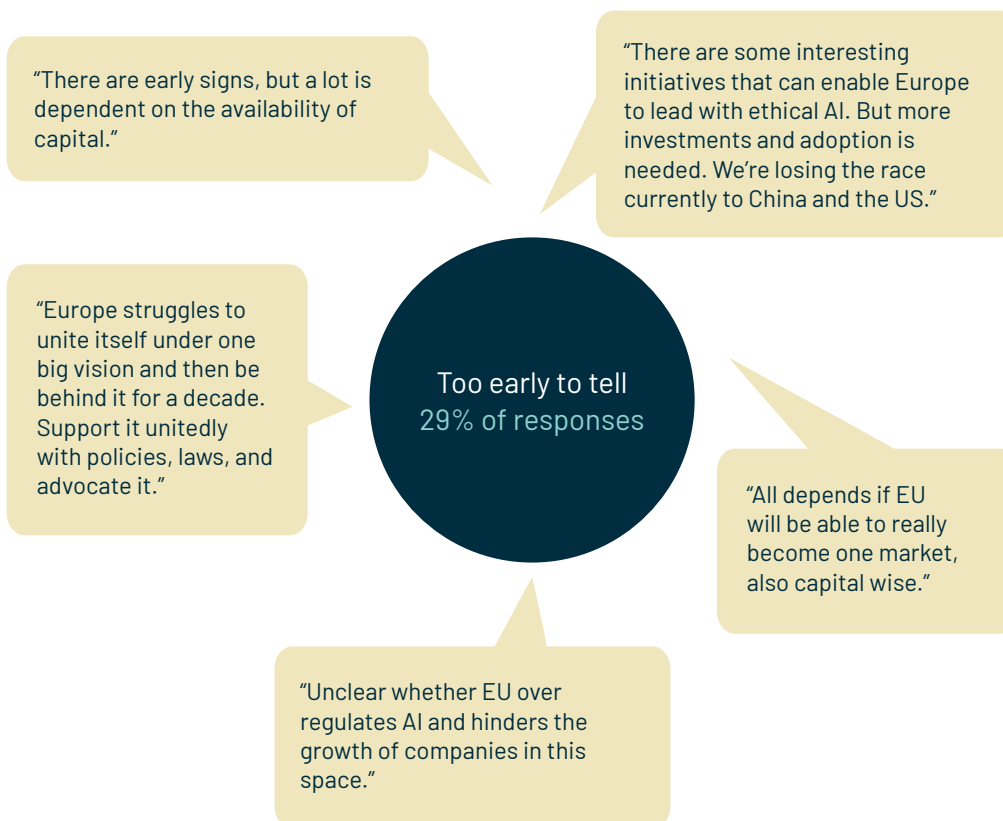 “There are early signs, but a lot is
dependent on the availability of
capital.”
“There are some interesting
initiatives that can enable Europe
to lead with ethical AI. But more
investments and adoption is
needed. We’re losing the race
currently to China and the US.”
“Europe struggles to
unite itself under one
big vision and then be
behind it for a decade.
Support it unitedly
with policies, laws, and
advocate it.”
Too early to tell
29% of responses
“All depends if EU
will be able to really
become one market,
also capital wise.”
“Unclear whether EU over
regulates AI and hinders the
growth of companies in this
space.”